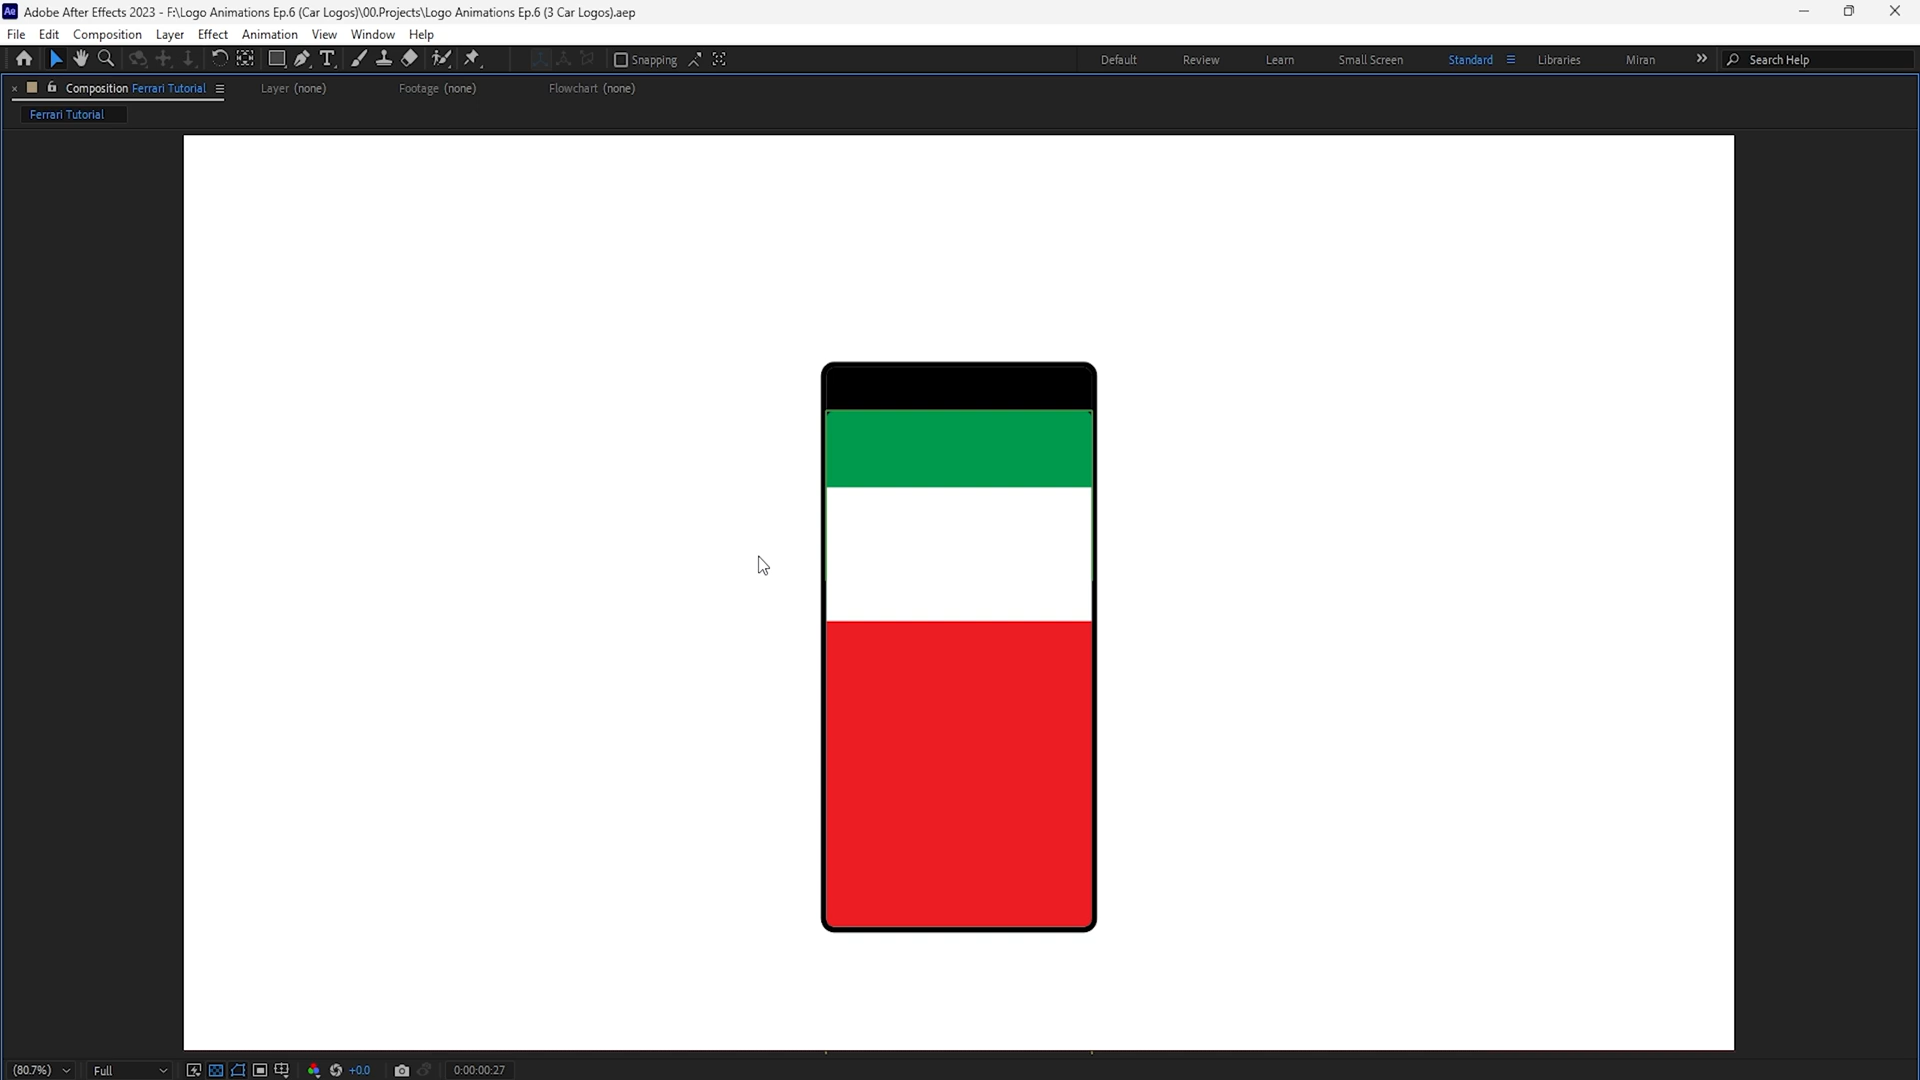 Ae Adobe After Effects 2023 - F:\Logo Animations Ep.6 (Car Logos)\00.Projects\Logo Animations Ep.6 (3 Car Logos).aep
File Edit Composition Layer Effect Animation View Window Help
Snapping Default Review Learn Small Screen Standard Libraries Miran Search Help
Composition Ferrari Tutorial Layer (none) Footage (none) Flowchart (none)
Ferrari Tutorial
(80.7%) Full +0.0 0:00:00:27